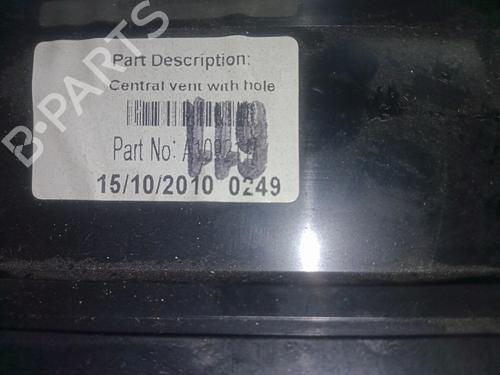 Part Description:
Central vent with hole
Part No:
15/10/2010 0249
B-PARTS